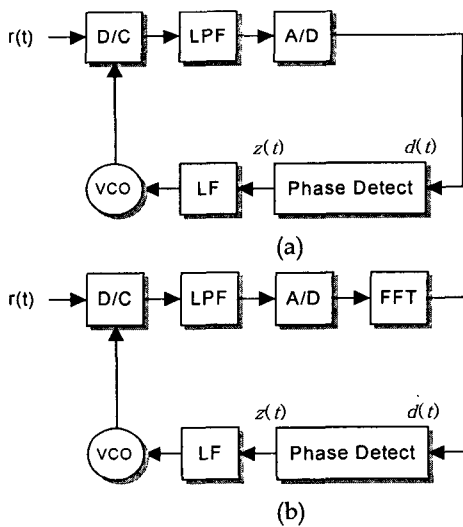 r(t) D/C LPF A/D
z(t) d(t)
VCO LF Phase Detect
(a)
r(t) D/C LPF A/D FFT
z(t) d(t)
VCO LF Phase Detect
(b)